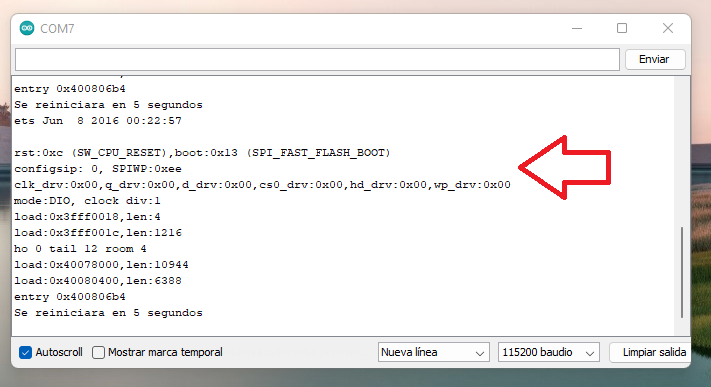 COM7
Enviar
entry 0x400806b4
Se reiniciara en 5 segundos
ets Jun  8 2016 00:22:57
rst:0xc (SW_CPU_RESET),boot:0x13 (SPI_FAST_FLASH_BOOT)
configsip: 0, SPIWP:0xee
clk_drv:0x00,q_drv:0x00,d_drv:0x00,cs0_drv:0x00,hd_drv:0x00,wp_drv:0x00
mode:DIO, clock div:1
load:0x3fff0018,len:4
load:0x3fff001c,len:1216
ho 0 tail 12 room 4
load:0x40078000,len:10944
load:0x40080400,len:6388
entry 0x400806b4
Se reiniciara en 5 segundos
Autoscroll Mostrar marca temporal Nueva línea 115200 baudio Limpiar salida